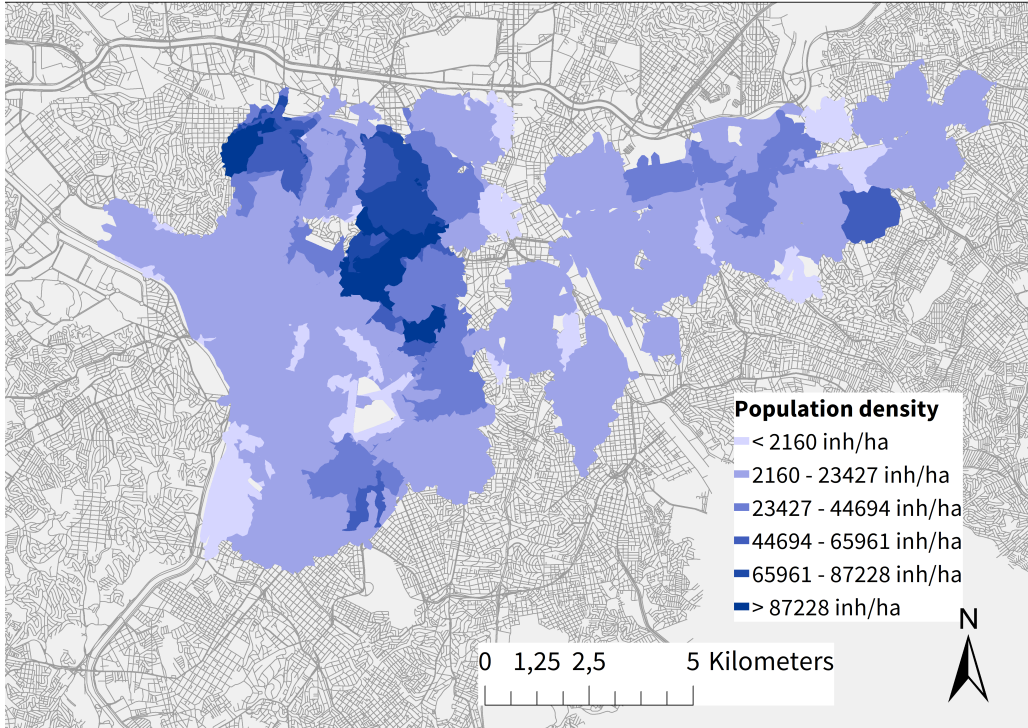 Population density
< 2160 inh/ha
2160 - 23427 inh/ha
23427 - 44694 inh/ha
44694 - 65961 inh/ha
65961 - 87228 inh/ha
> 87228 inh/ha
N
0 1,25 2,5 5 Kilometers